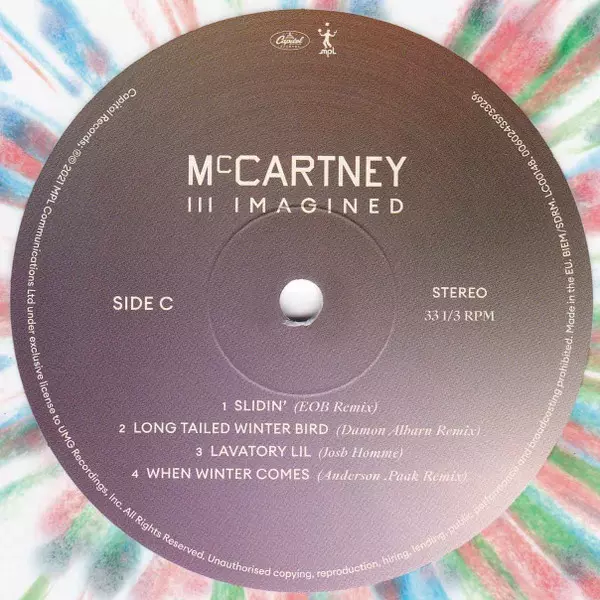 Capitol
RECORDS
mpl
McCARTNEY
III IMAGINED
SIDE C
STEREO
33 1/3 RPM
1 SLIDIN' (EOB Remix)
2 LONG TAILED WINTER BIRD (Damon Albarn Remix)
3 LAVATORY LIL (Josh Homme)
4 WHEN WINTER COMES (Anderson .Paak Remix)
Capitol Records; ℗© 2021 MPL Communications Ltd under exclusive license to UMG Recordings, Inc. All Rights Reserved. Unauthorised copying, reproduction, hiring, lending, public performance and broadcasting prohibited. Made in the EU. BIEM/SDRM. LC00148. 00602435933269.